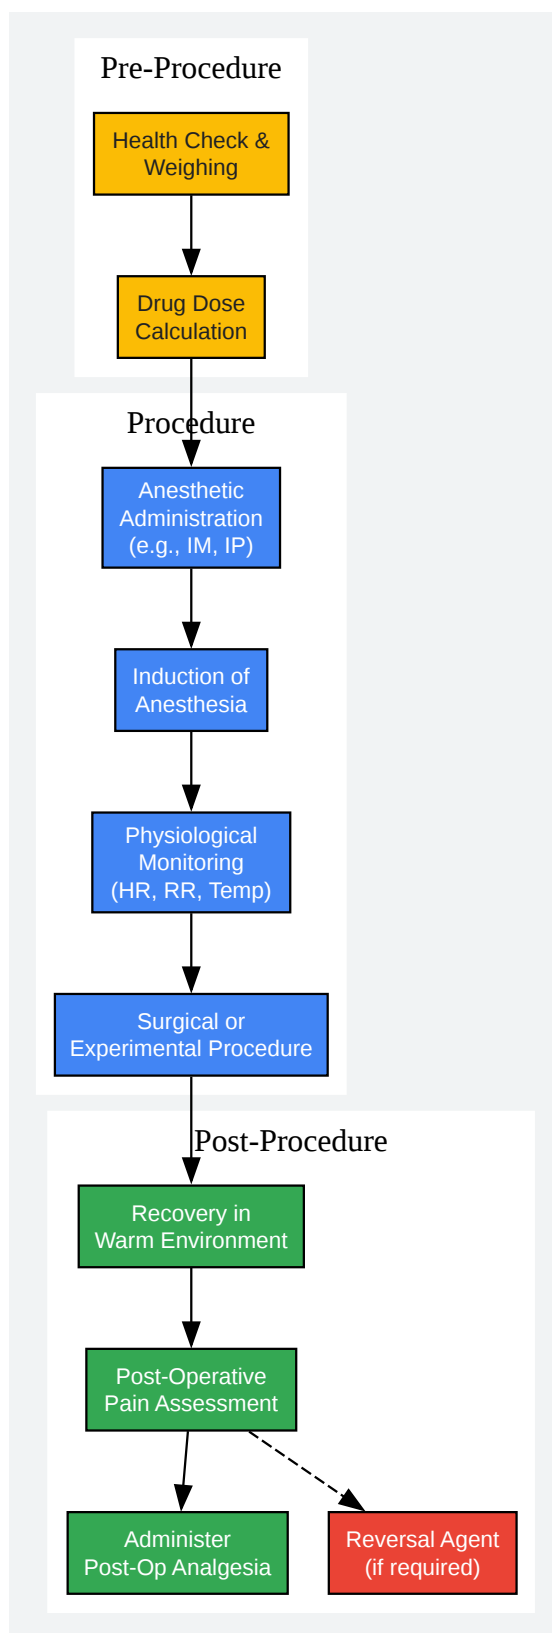 Pre-Procedure
Health Check &
Weighing
Drug Dose
Calculation
Procedure
Anesthetic
Administration
(e.g., IM, IP)
Induction of
Anesthesia
Physiological
Monitoring
(HR, RR, Temp)
Surgical or
Experimental Procedure
Post-Procedure
Recovery in
Warm Environment
Post-Operative
Pain Assessment
Administer
Post-Op Analgesia
Reversal Agent
(if required)